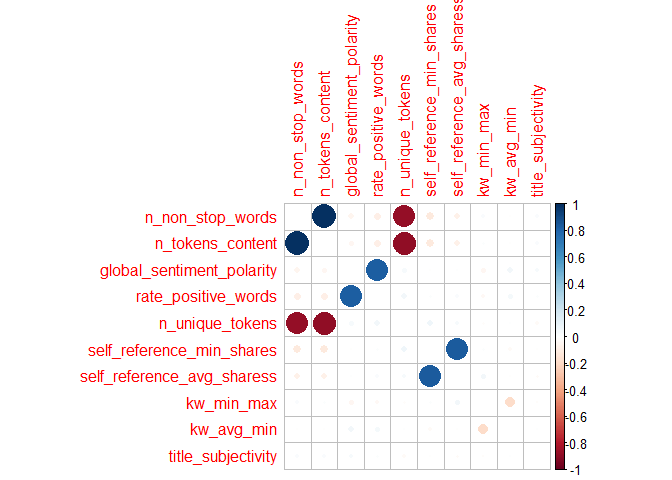 n_non_stop_words
n_tokens_content
global_sentiment_polarity
rate_positive_words
n_unique_tokens
self_reference_min_shares
self_reference_avg_sharess
kw_min_max
kw_avg_min
title_subjectivity
n_non_stop_words
n_tokens_content
global_sentiment_polarity
rate_positive_words
n_unique_tokens
self_reference_min_shares
self_reference_avg_sharess
kw_min_max
kw_avg_min
title_subjectivity
1
0.8
0.6
0.4
0.2
0
-0.2
-0.4
-0.6
-0.8
-1